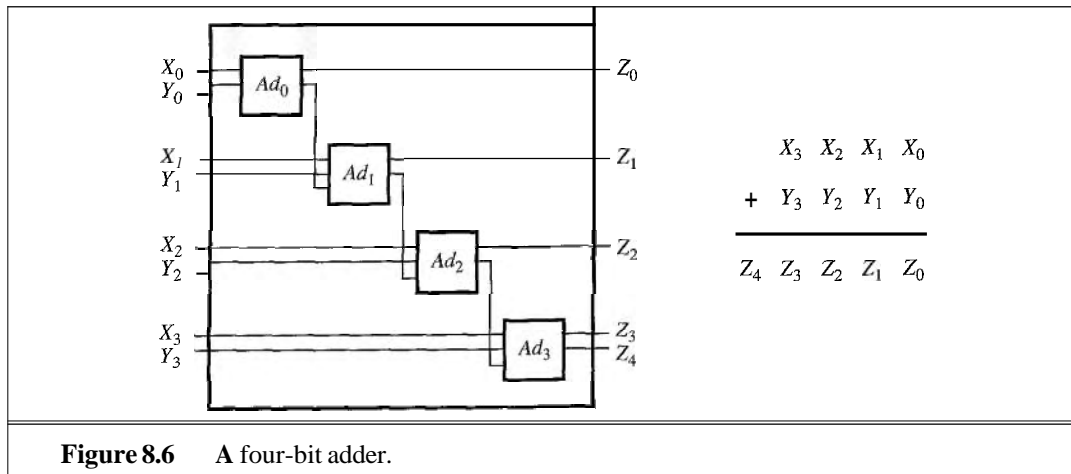 X₀ Z₀
Y₀ Ad₀
X₁ Z₁
Y₁ Ad₁
X₂ Z₂
Y₂ Ad₂
X₃ Z₃
Y₃ Ad₃ Z₄
X₃ X₂ X₁ X₀
+ Y₃ Y₂ Y₁ Y₀
Z₄ Z₃ Z₂ Z₁ Z₀
Figure 8.6 A four-bit adder.